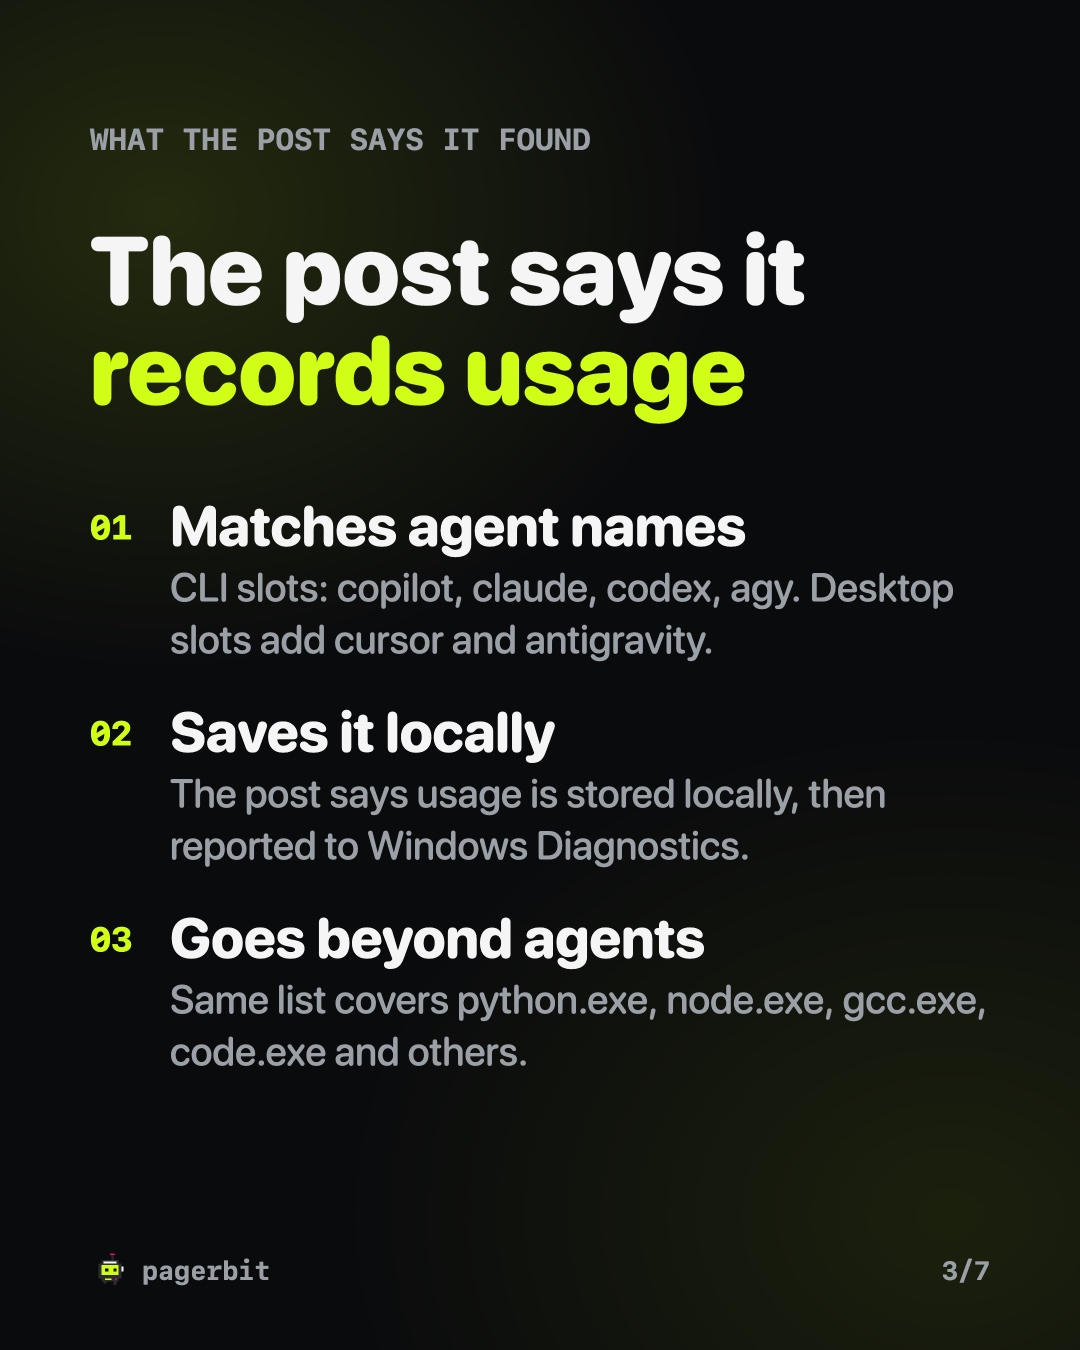 WHAT THE POST SAYS IT FOUND
The post says it
records usage
01 Matches agent names
CLI slots: copilot, claude, codex, agy. Desktop
slots add cursor and antigravity.
02 Saves it locally
The post says usage is stored locally, then
reported to Windows Diagnostics.
03 Goes beyond agents
Same list covers python.exe, node.exe, gcc.exe,
code.exe and others.
pagerbit
3/7